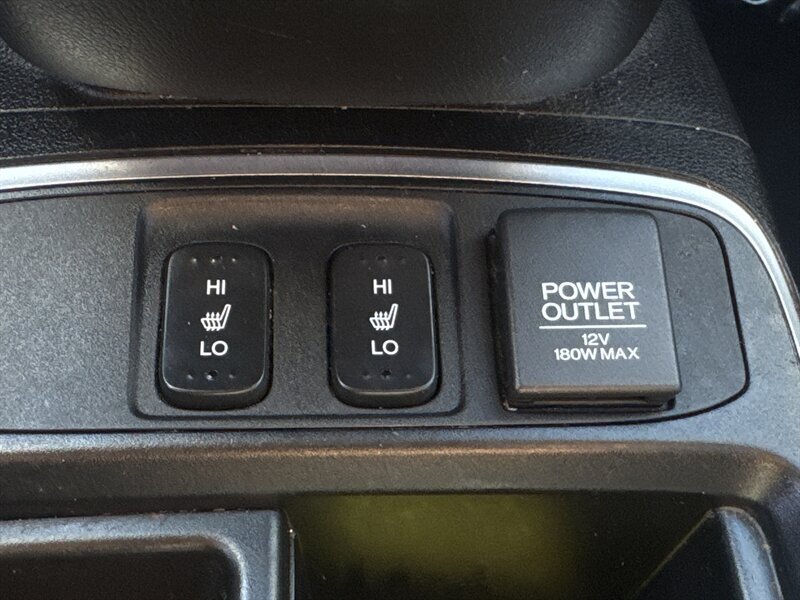 HI
LO
HI
LO
POWER
OUTLET
12V
180W MAX